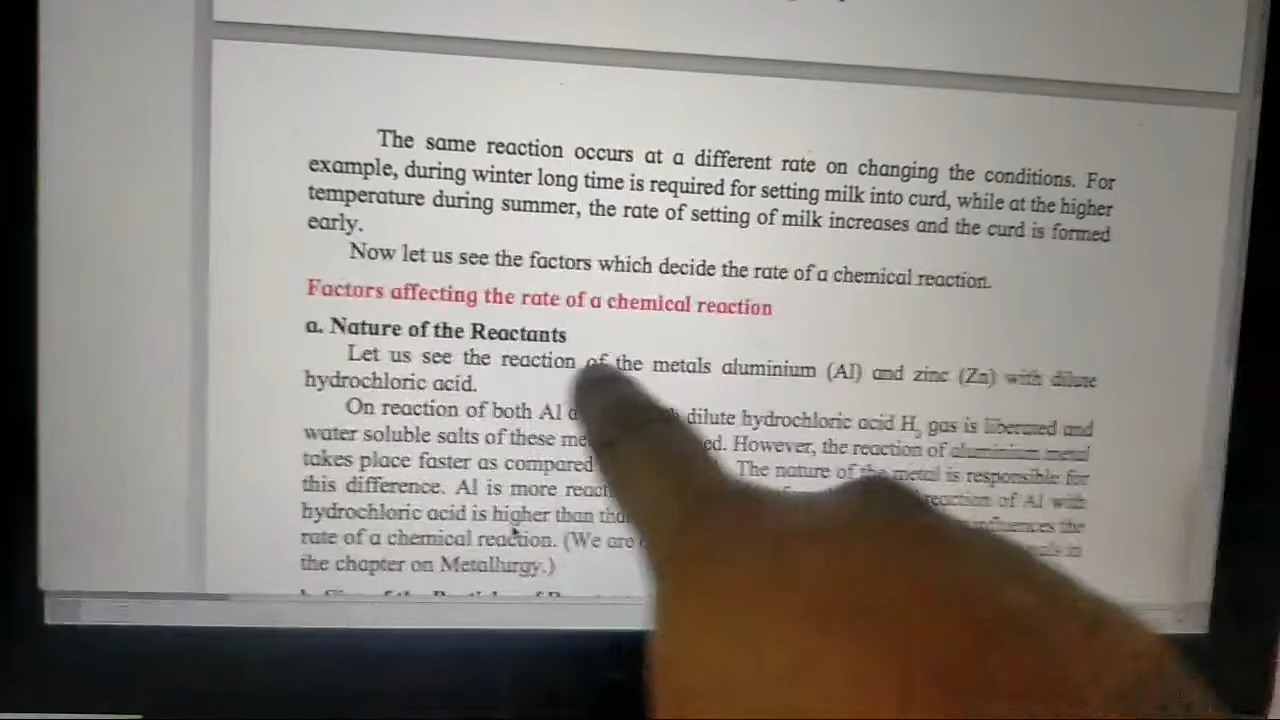 The same reaction occurs at a different rate on changing the conditions. For
example, during winter long time is required for setting milk into curd, while at the higher
temperature during summer, the rate of setting of milk increases and the curd is formed
early.
Now let us see the factors which decide the rate of a chemical reaction.
Factors affecting the rate of a chemical reaction
a. Nature of the Reactants
Let us see the reaction of the metals aluminium (Al) and zinc (Zn) with dilute
hydrochloric acid.
On reaction of both Al dilute hydrochloric acid H₂ gas is liberated and
water soluble salts of these However, the reaction of aluminium metal
takes place faster as compared The nature of the metal is responsible for
this difference. Al is more reaction of Al with
hydrochloric acid is higher than influences the
rate of a chemical reaction. (We are
the chapter on Metallurgy.)